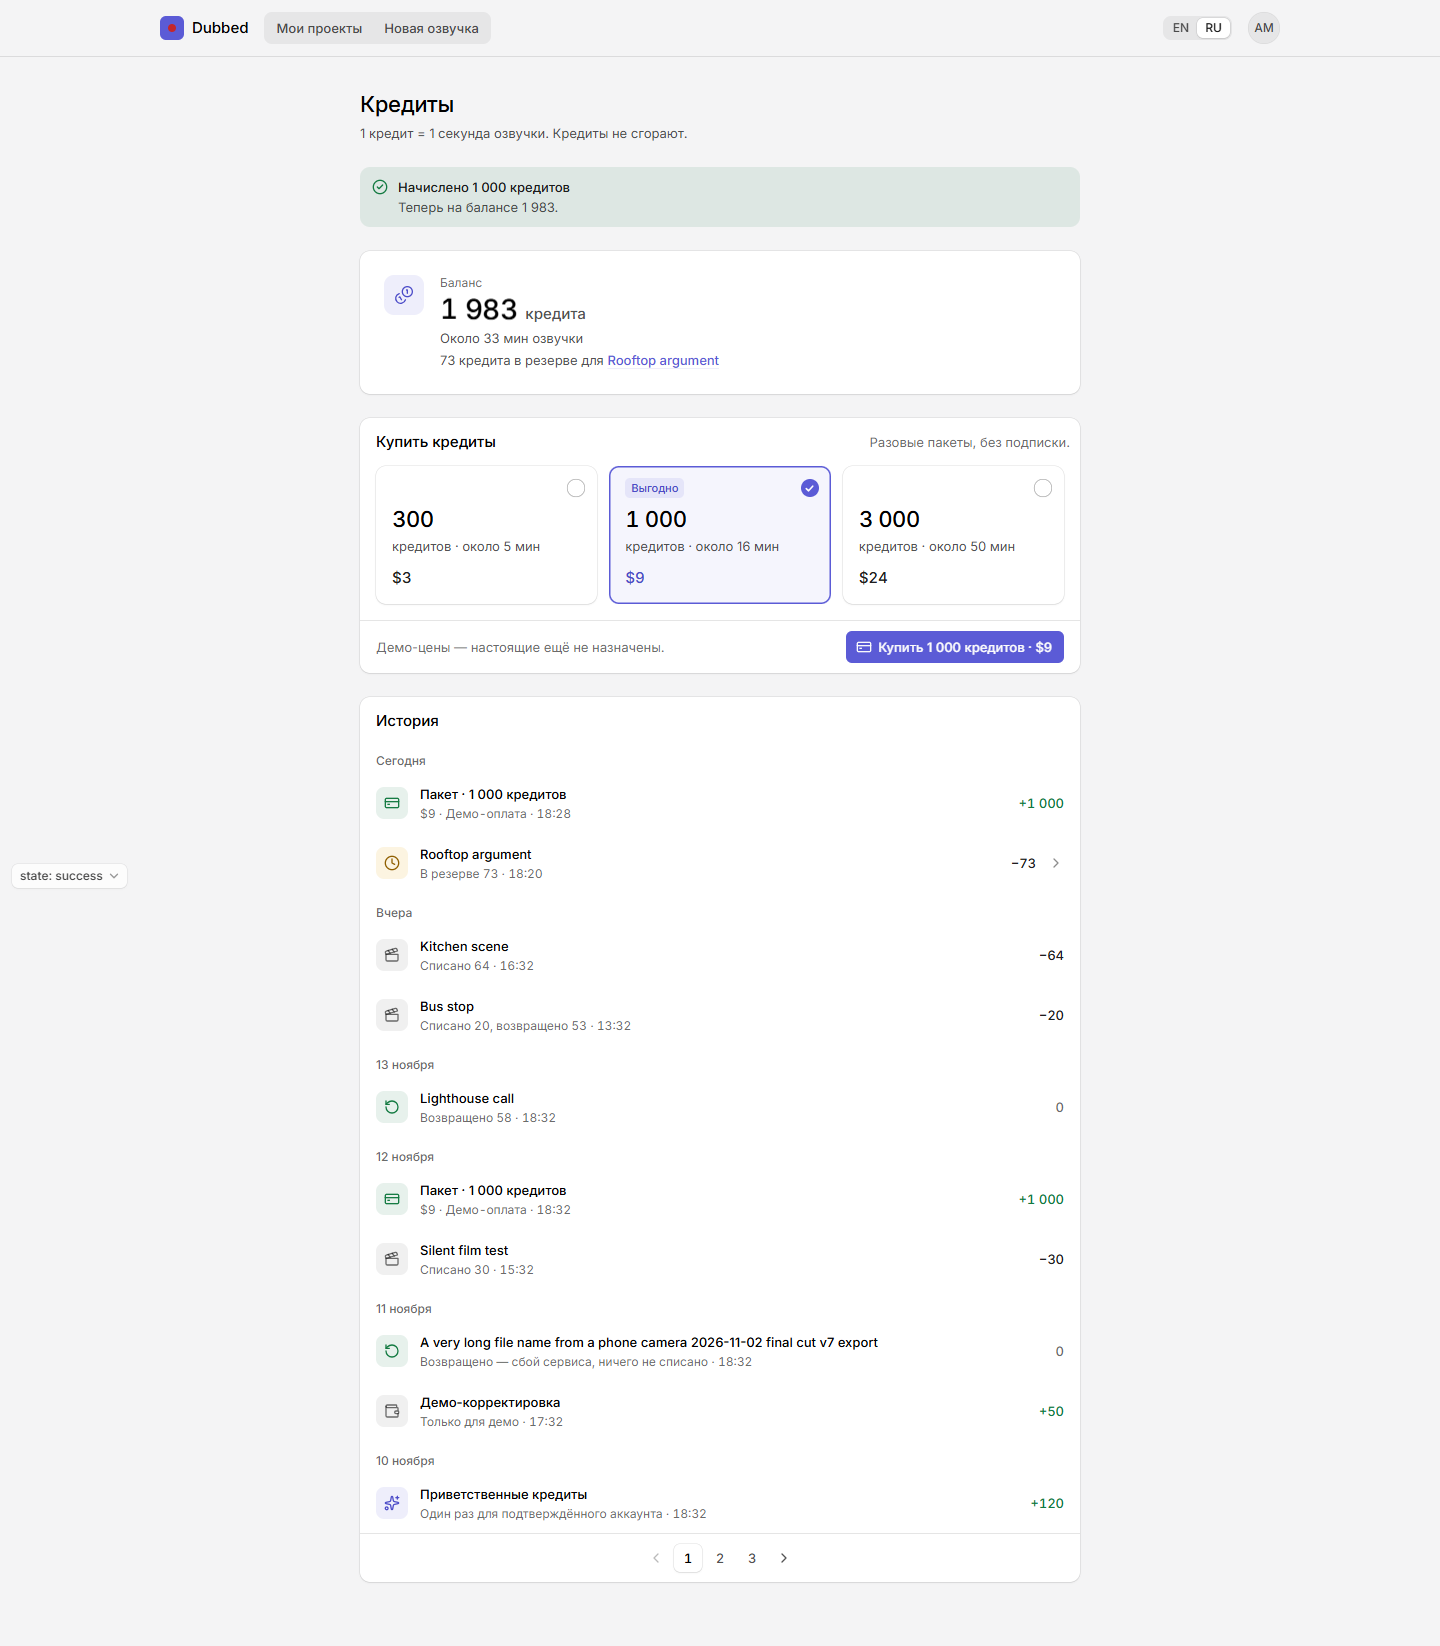 Dubbed
Мои проекты
Новая озвучка
EN
RU
AM
Кредиты
1 кредит = 1 секунда озвучки. Кредиты не сгорают.
Начислено 1 000 кредитов
Теперь на балансе 1 983.
Баланс
1 983 кредита
Около 33 мин озвучки
73 кредита в резерве для Rooftop argument
Купить кредиты
Разовые пакеты, без подписки.
300
кредитов · около 5 мин
$3
Выгодно
1 000
кредитов · около 16 мин
$9
3 000
кредитов · около 50 мин
$24
Демо-цены — настоящие ещё не назначены.
Купить 1 000 кредитов · $9
История
Сегодня
Пакет · 1 000 кредитов
$9 · Демо-оплата · 18:28
+1 000
Rooftop argument
В резерве 73 · 18:20
−73
state: success
Вчера
Kitchen scene
Списано 64 · 16:32
−64
Bus stop
Списано 20, возвращено 53 · 13:32
−20
13 ноября
Lighthouse call
Возвращено 58 · 18:32
0
12 ноября
Пакет · 1 000 кредитов
$9 · Демо-оплата · 18:32
+1 000
Silent film test
Списано 30 · 15:32
−30
11 ноября
A very long file name from a phone camera 2026-11-02 final cut v7 export
Возвращено — сбой сервиса, ничего не списано · 18:32
0
Демо-корректировка
Только для демо · 17:32
+50
10 ноября
Приветственные кредиты
Один раз для подтверждённого аккаунта · 18:32
+120
1
2
3